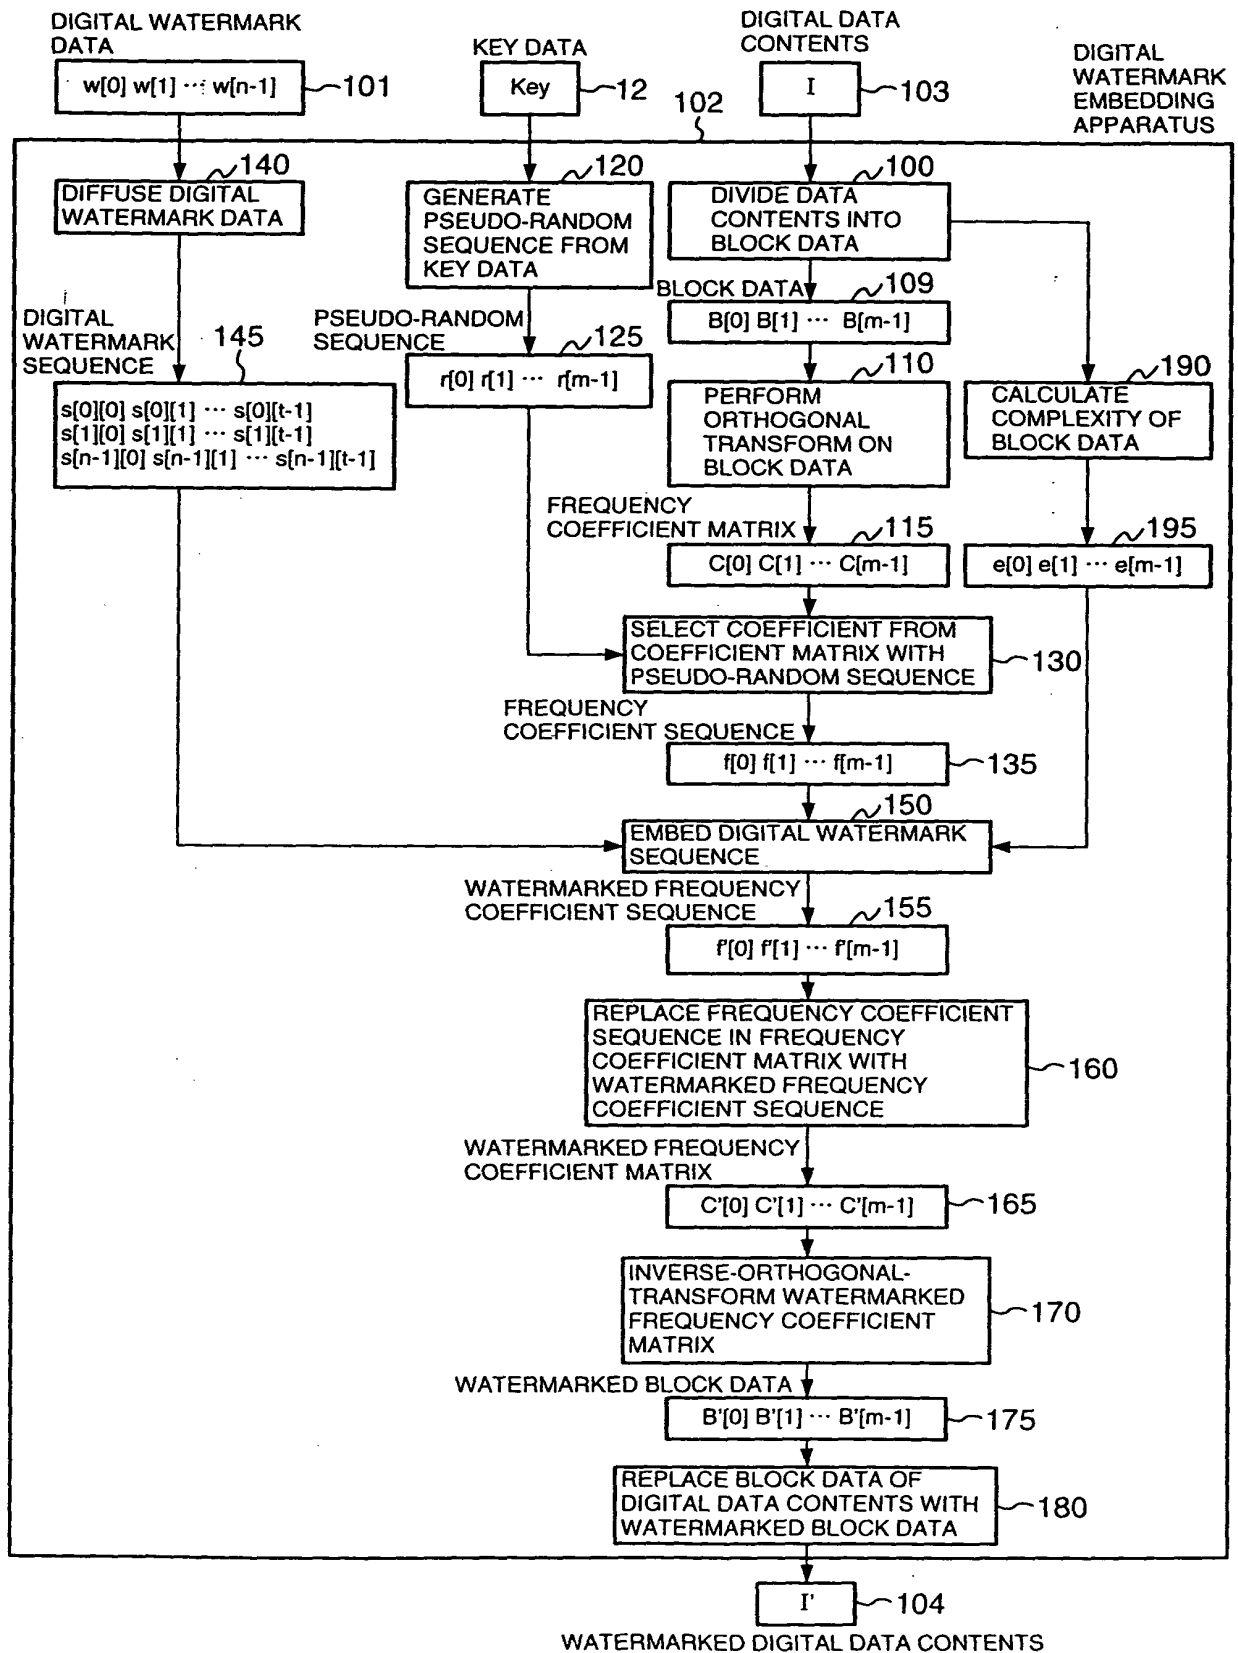 DIGITAL WATERMARK
DATA
w[0] w[1] ··· w[n-1]
101
KEY DATA
Key
12
DIGITAL DATA
CONTENTS
I
103
102
DIGITAL
WATERMARK
EMBEDDING
APPARATUS
140
DIFFUSE DIGITAL
WATERMARK DATA
120
GENERATE
PSEUDO-RANDOM
SEQUENCE FROM
KEY DATA
100
DIVIDE DATA
CONTENTS INTO
BLOCK DATA
BLOCK DATA
109
B[0] B[1] ··· B[m-1]
DIGITAL
WATERMARK
SEQUENCE
145
s[0][0] s[0][1] ··· s[0][t-1]
s[1][0] s[1][1] ··· s[1][t-1]
s[n-1][0] s[n-1][1] ··· s[n-1][t-1]
PSEUDO-RANDOM
SEQUENCE
125
r[0] r[1] ··· r[m-1]
110
PERFORM
ORTHOGONAL
TRANSFORM ON
BLOCK DATA
190
CALCULATE
COMPLEXITY OF
BLOCK DATA
FREQUENCY
COEFFICIENT MATRIX
115
C[0] C[1] ··· C[m-1]
195
e[0] e[1] ··· e[m-1]
SELECT COEFFICIENT FROM
COEFFICIENT MATRIX WITH
PSEUDO-RANDOM SEQUENCE
130
FREQUENCY
COEFFICIENT SEQUENCE
f[0] f[1] ··· f[m-1]
135
150
EMBED DIGITAL WATERMARK
SEQUENCE
WATERMARKED FREQUENCY
COEFFICIENT SEQUENCE
155
f'[0] f'[1] ··· f'[m-1]
REPLACE FREQUENCY COEFFICIENT
SEQUENCE IN FREQUENCY
COEFFICIENT MATRIX WITH
WATERMARKED FREQUENCY
COEFFICIENT SEQUENCE
160
WATERMARKED FREQUENCY
COEFFICIENT MATRIX
C'[0] C'[1] ··· C'[m-1]
165
INVERSE-ORTHOGONAL-
TRANSFORM WATERMARKED
FREQUENCY COEFFICIENT
MATRIX
170
WATERMARKED BLOCK DATA
B'[0] B'[1] ··· B'[m-1]
175
REPLACE BLOCK DATA OF
DIGITAL DATA CONTENTS WITH
WATERMARKED BLOCK DATA
180
I'
104
WATERMARKED DIGITAL DATA CONTENTS